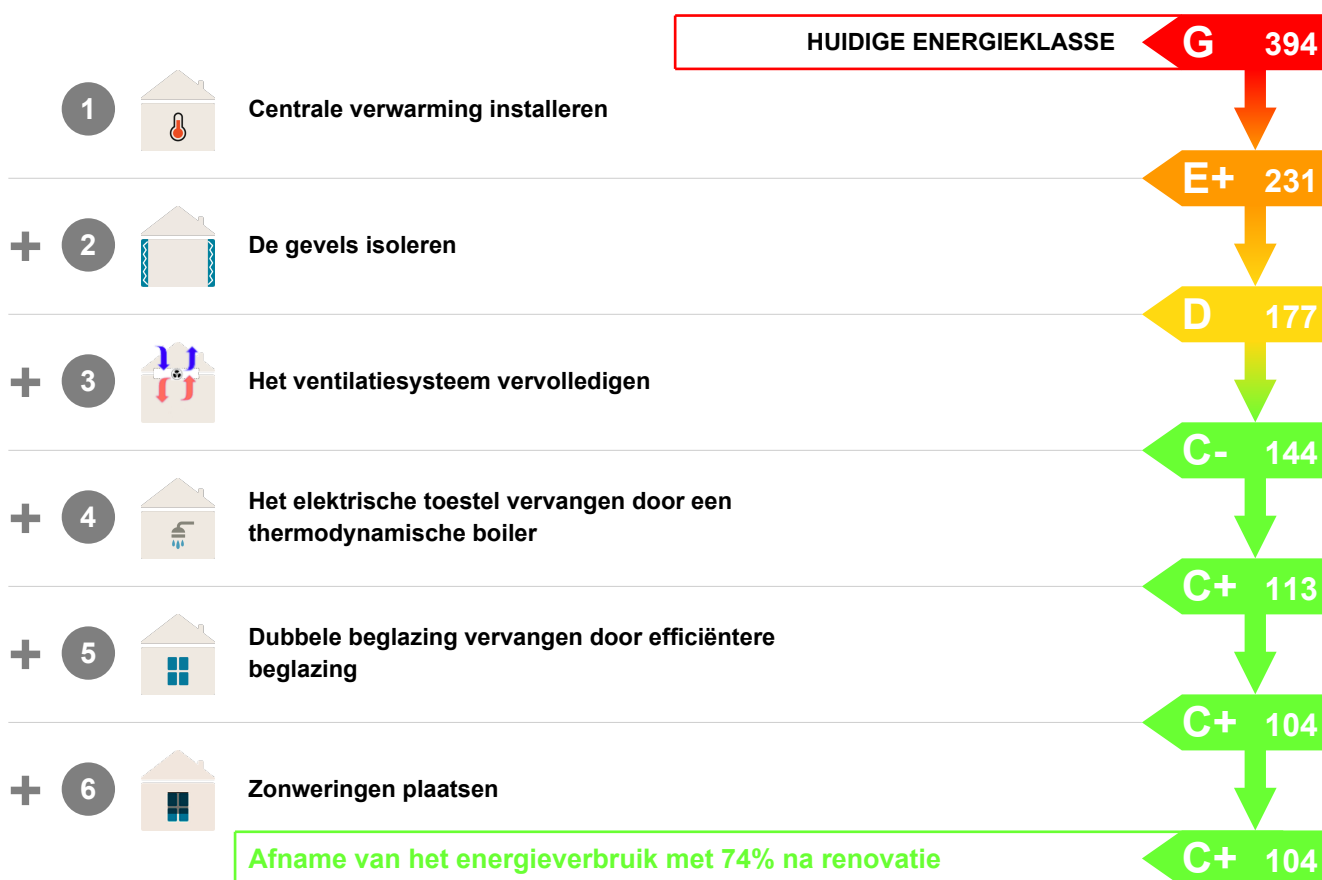 HUIDIGE ENERGIEKLASSE G 394
1 Centrale verwarming installeren
E+ 231
+ 2 De gevels isoleren
D 177
+ 3 Het ventilatiesysteem vervolledigen
C- 144
+ 4 Het elektrische toestel vervangen door een
thermodynamische boiler
C+ 113
+ 5 Dubbele beglazing vervangen door efficiëntere
beglazing
C+ 104
+ 6 Zonweringen plaatsen
Afname van het energieverbruik met 74% na renovatie C+ 104